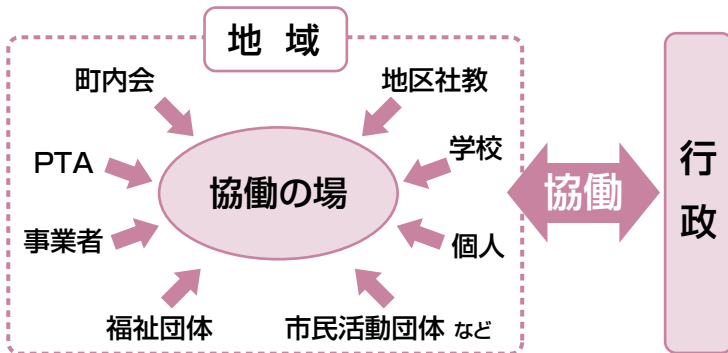 地域
町内会
地区社教
PTA
学校
協働の場
協働
行政
事業者
個人
福祉団体
市民活動団体 など